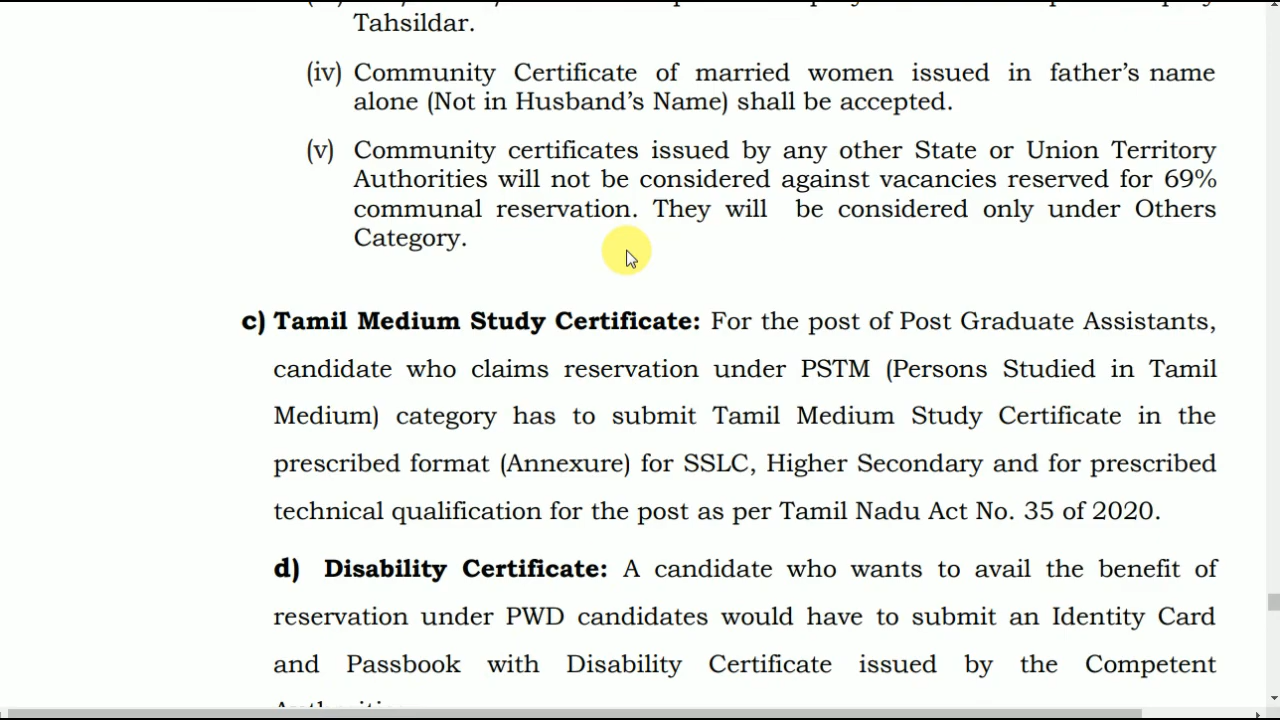 Tahsildar.
(iv) Community Certificate of married women issued in father’s name
alone (Not in Husband’s Name) shall be accepted.
(v) Community certificates issued by any other State or Union Territory
Authorities will not be considered against vacancies reserved for 69%
communal reservation. They will be considered only under Others
Category.
c) Tamil Medium Study Certificate: For the post of Post Graduate Assistants,
candidate who claims reservation under PSTM (Persons Studied in Tamil
Medium) category has to submit Tamil Medium Study Certificate in the
prescribed format (Annexure) for SSLC, Higher Secondary and for prescribed
technical qualification for the post as per Tamil Nadu Act No. 35 of 2020.
d) Disability Certificate: A candidate who wants to avail the benefit of
reservation under PWD candidates would have to submit an Identity Card
and Passbook with Disability Certificate issued by the Competent